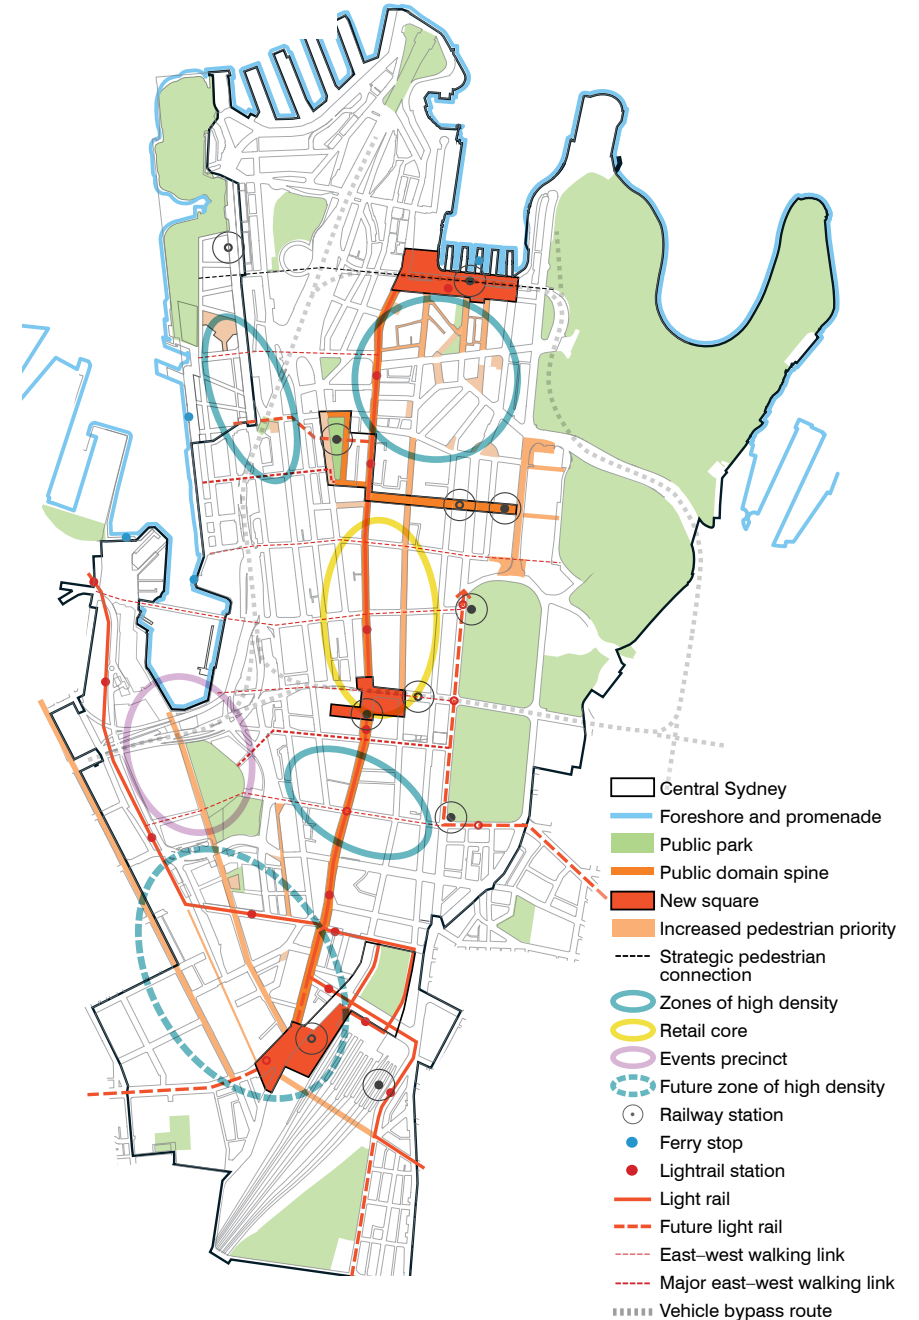 Central Sydney
Foreshore and promenade
Public park
Public domain spine
New square
Increased pedestrian priority
Strategic pedestrian
connection
Zones of high density
Retail core
Events precinct
Future zone of high density
Railway station
Ferry stop
Lightrail station
Light rail
Future light rail
East–west walking link
Major east–west walking link
Vehicle bypass route